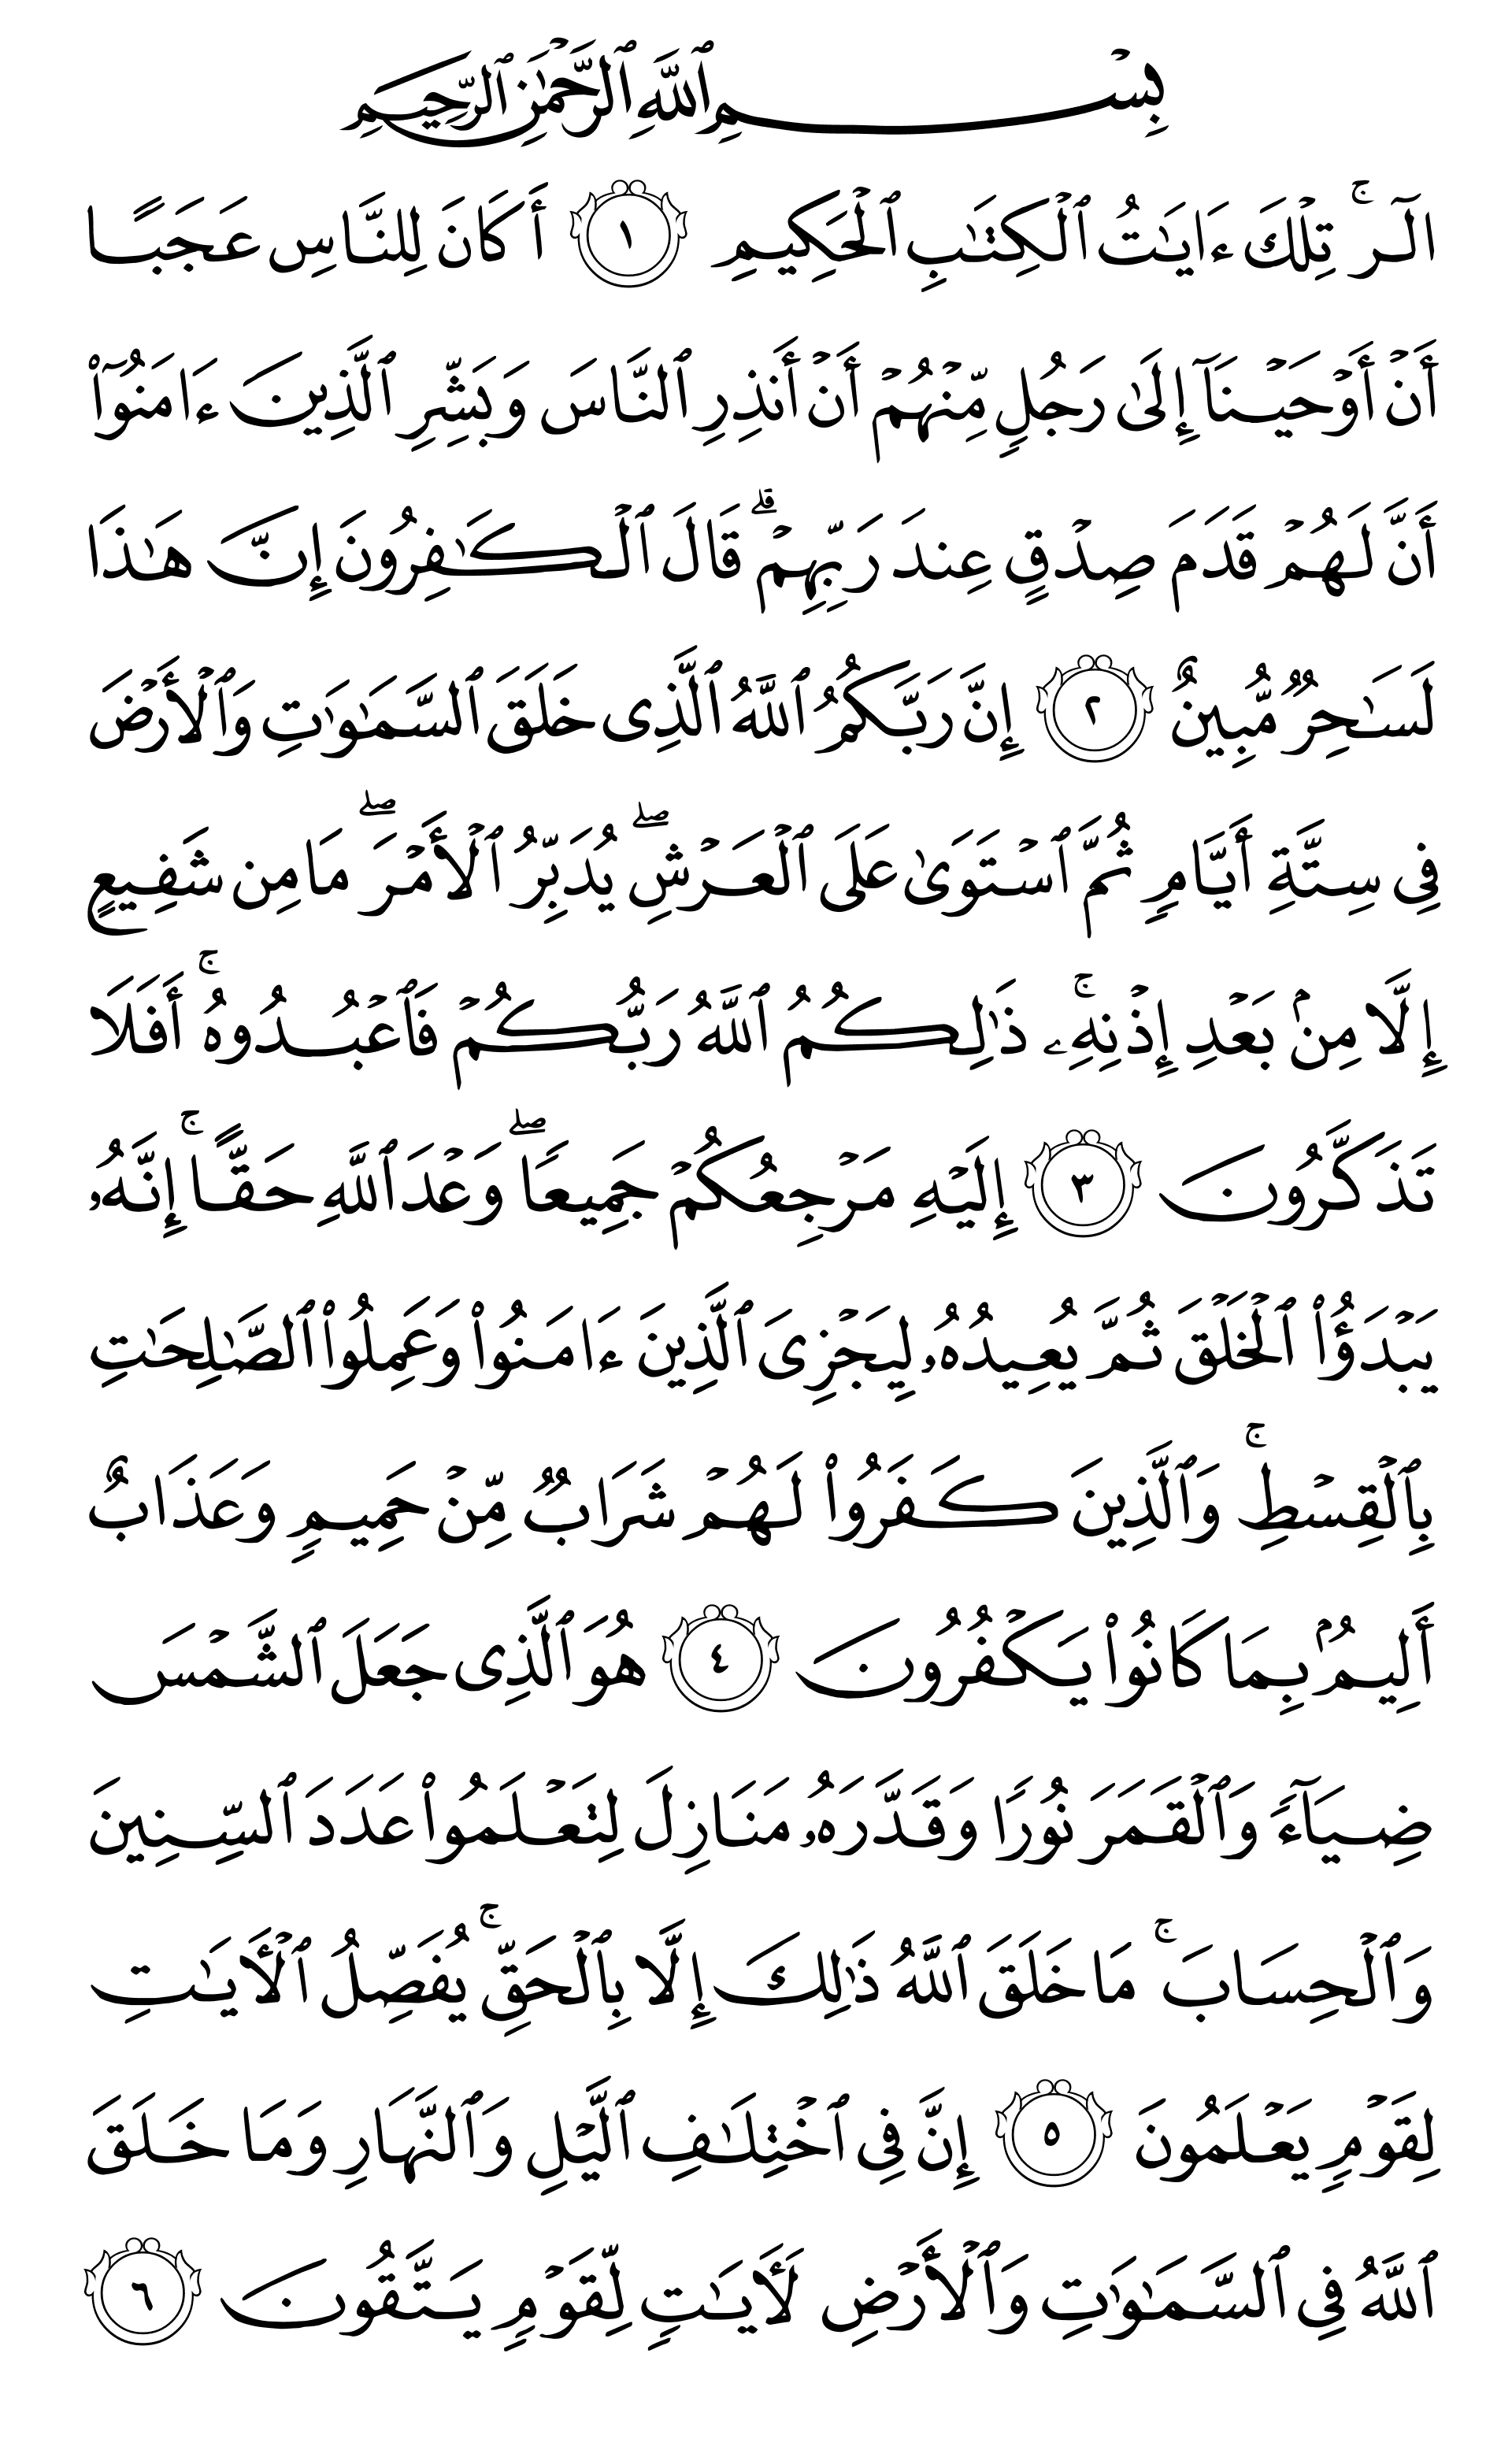 بِسۡمِ ٱللَّهِ ٱلرَّحۡمَٰنِ ٱلرَّحِيمِ
الٓرۚ تِلۡكَ ءَايَٰتُ ٱلۡكِتَٰبِ ٱلۡحَكِيمِ ١ أَكَانَ لِلنَّاسِ عَجَبًا
أَنۡ أَوۡحَيۡنَآ إِلَىٰ رَجُلٖ مِّنۡهُمۡ أَنۡ أَنذِرِ ٱلنَّاسَ وَبَشِّرِ ٱلَّذِينَ ءَامَنُوٓاْ
أَنَّ لَهُمۡ قَدَمَ صِدۡقٍ عِندَ رَبِّهِمۡۗ قَالَ ٱلۡكَٰفِرُونَ إِنَّ هَٰذَا
لَسَٰحِرٞ مُّبِينٌ ٢ إِنَّ رَبَّكُمُ ٱللَّهُ ٱلَّذِي خَلَقَ ٱلسَّمَٰوَٰتِ وَٱلۡأَرۡضَ
فِي سِتَّةِ أَيَّامٖ ثُمَّ ٱسۡتَوَىٰ عَلَى ٱلۡعَرۡشِۖ يُدَبِّرُ ٱلۡأَمۡرَۖ مَا مِن شَفِيعٍ
إِلَّا مِنۢ بَعۡدِ إِذۡنِهِۦۚ ذَٰلِكُمُ ٱللَّهُ رَبُّكُمۡ فَٱعۡبُدُوهُۚ أَفَلَا
تَذَكَّرُونَ ٣ إِلَيۡهِ مَرۡجِعُكُمۡ جَمِيعٗاۖ وَعۡدَ ٱللَّهِ حَقًّاۚ إِنَّهُۥ
يَبۡدَؤُاْ ٱلۡخَلۡقَ ثُمَّ يُعِيدُهُۥ لِيَجۡزِيَ ٱلَّذِينَ ءَامَنُواْ وَعَمِلُواْ ٱلصَّٰلِحَٰتِ
بِٱلۡقِسۡطِۚ وَٱلَّذِينَ كَفَرُواْ لَهُمۡ شَرَابٞ مِّنۡ حَمِيمٖ وَعَذَابٌ
أَلِيمُۢ بِمَا كَانُواْ يَكۡفُرُونَ ٤ هُوَ ٱلَّذِي جَعَلَ ٱلشَّمۡسَ
ضِيَآءٗ وَٱلۡقَمَرَ نُورٗا وَقَدَّرَهُۥ مَنَازِلَ لِتَعۡلَمُواْ عَدَدَ ٱلسِّنِينَ
وَٱلۡحِسَابَۚ مَا خَلَقَ ٱللَّهُ ذَٰلِكَ إِلَّا بِٱلۡحَقِّۚ يُفَصِّلُ ٱلۡأٓيَٰتِ
لِقَوۡمٖ يَعۡلَمُونَ ٥ إِنَّ فِي ٱخۡتِلَٰفِ ٱلَّيۡلِ وَٱلنَّهَارِ وَمَا خَلَقَ
ٱللَّهُ فِي ٱلسَّمَٰوَٰتِ وَٱلۡأَرۡضِ لَأٓيَٰتٖ لِّقَوۡمٖ يَتَّقُونَ ٦